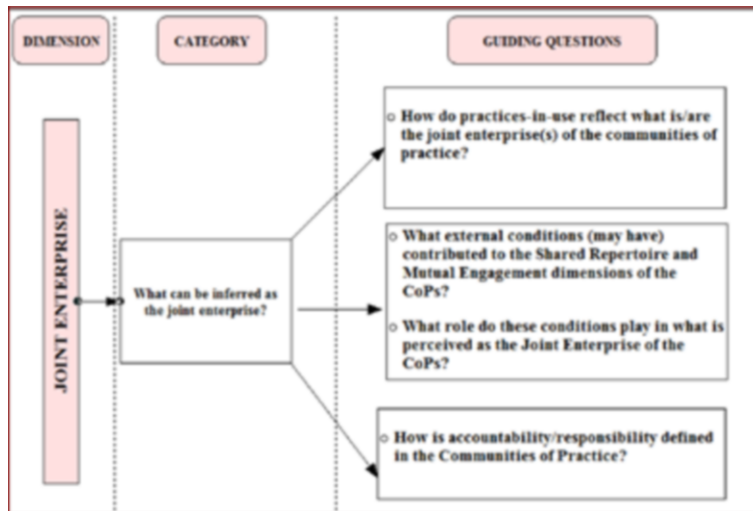 DIMENSION
CATEGORY
GUIDING QUESTIONS
JOINT ENTERPRISE
What can be inferred as
the joint enterprise?
o How do practices-in-use reflect what is/are
the joint enterprise(s) of the communities of
practice?
o What external conditions (may have)
contributed to the Shared Repertoire and
Mutual Engagement dimensions of the
CoPs?
o What role do these conditions play in what is
perceived as the Joint Enterprise of the
CoPs?
o How is accountability/responsibility defined
in the Communities of Practice?